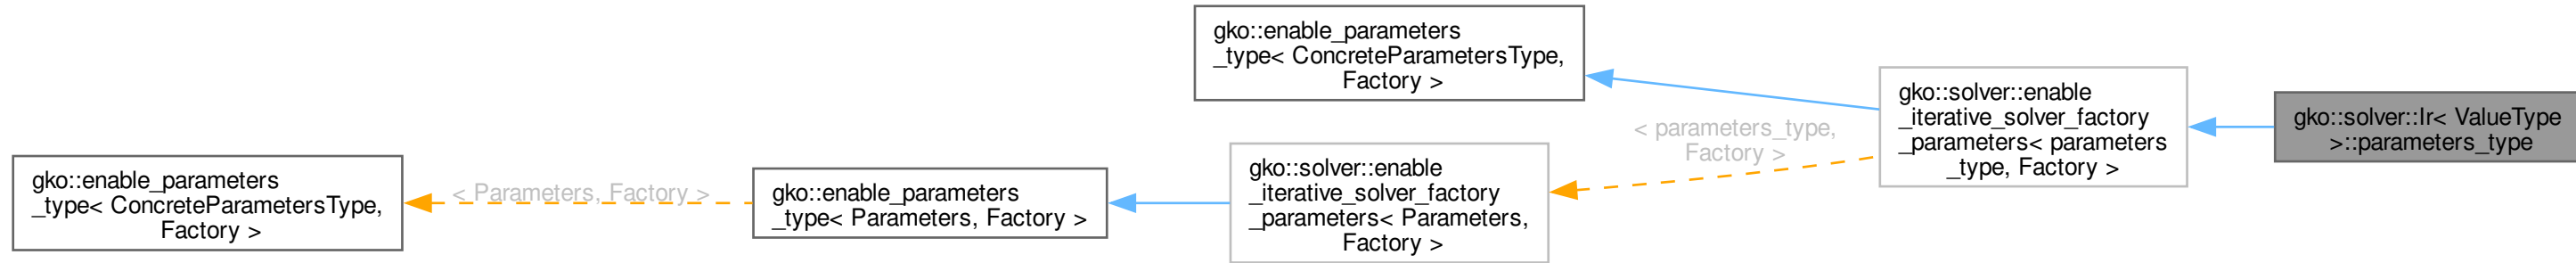 gko::enable_parameters
_type< ConcreteParametersType,
Factory >
gko::solver::enable
_iterative_solver_factory
_parameters< parameters
_type, Factory >
gko::solver::Ir< ValueType
>::parameters_type
< parameters_type,
Factory >
gko::enable_parameters
_type< ConcreteParametersType,
Factory >
< Parameters, Factory >
gko::enable_parameters
_type< Parameters, Factory >
gko::solver::enable
_iterative_solver_factory
_parameters< Parameters,
Factory >